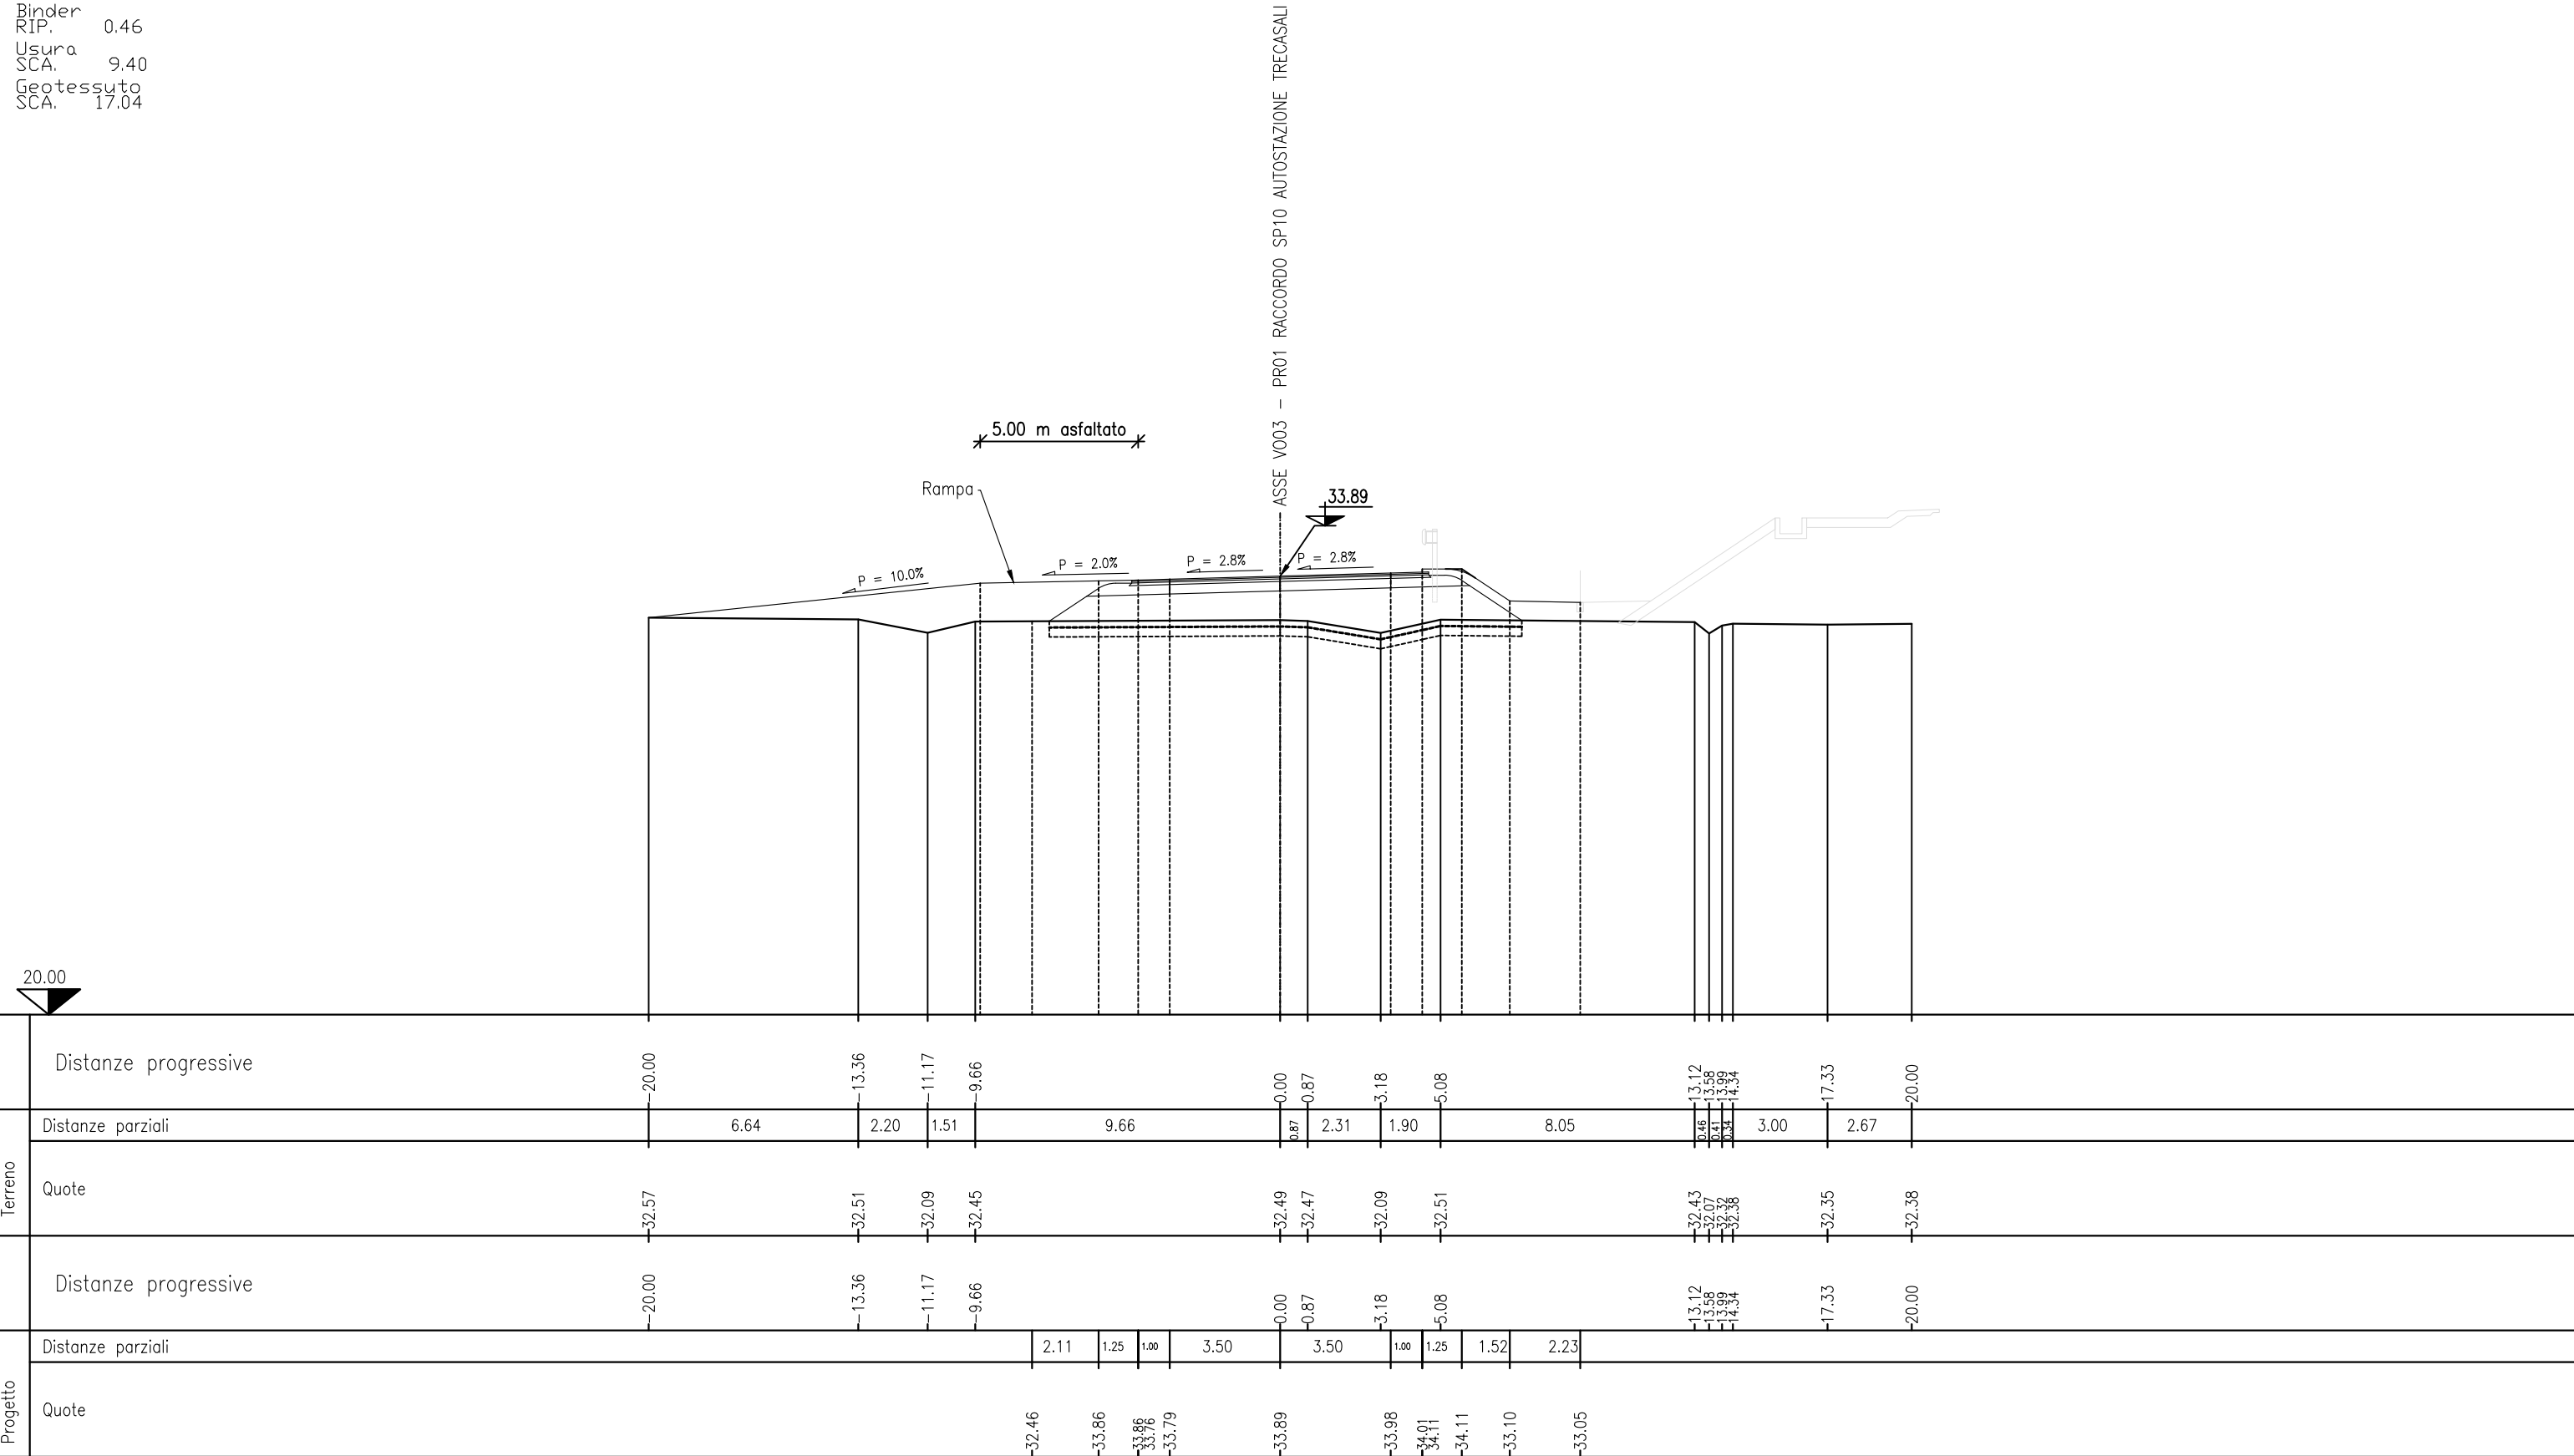 Binder
RIP. 0.46
Usura
SCA. 9.40
Geotessuto
SCA. 17.04
ASSE VO03 - PR01 RACCORDO SP10 AUTOSTAZIONE TRECASALI
5.00 m asfaltato
Rampa
33.89
P = 10.0%
P = 2.0%
P = 2.8%
P = 2.8%
20.00
Terreno
Distanze progressive
-20.00 -13.36 -11.17 -9.66 0.00 0.87 3.18 5.08 13.12 13.58 13.99 14.34 17.33 20.00
Distanze parziali
6.64 2.20 1.51 9.66 0.87 2.31 1.90 8.05 0.46 0.41 0.34 3.00 2.67
Quote
32.57 32.51 32.09 32.45 32.49 32.47 32.09 32.51 32.43 32.07 32.32 32.38 32.35 32.38
Progetto
Distanze progressive
-20.00 -13.36 -11.17 -9.66 0.00 0.87 3.18 5.08 13.12 13.58 13.99 14.34 17.33 20.00
Distanze parziali
2.11 1.25 1.00 3.50 3.50 1.00 1.25 1.52 2.23
Quote
32.46 33.86 33.86 33.76 33.79 33.89 33.98 34.01 34.11 34.11 33.10 33.05